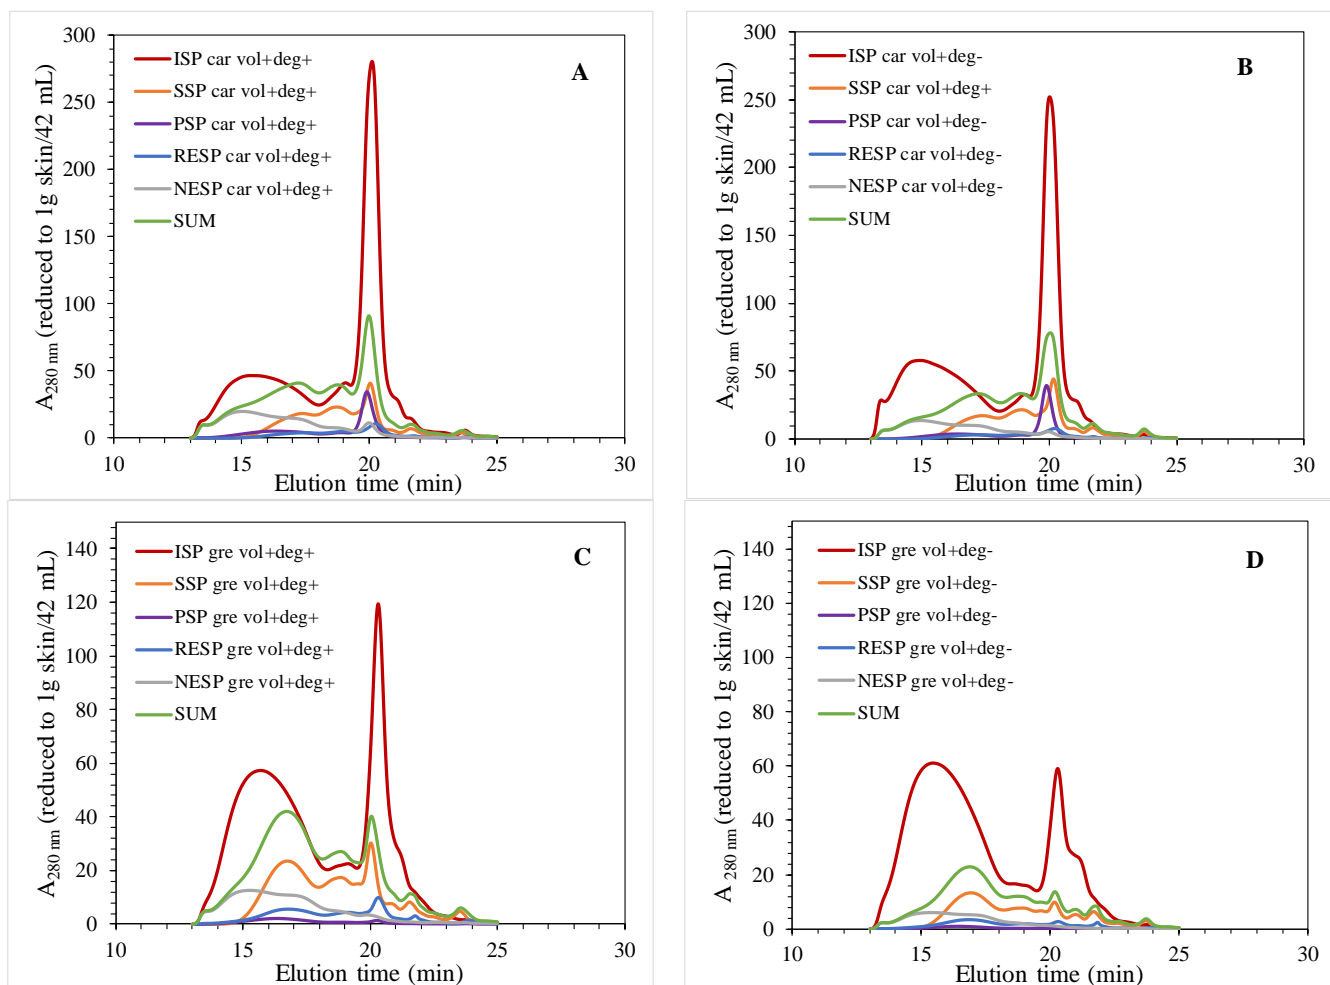 A
300
250
200
150
100
50
0
10
15
20
25
30
A280 nm (reduced to 1g skin/42 mL)
Elution time (min)
ISP car vol+deg+
SSP car vol+deg+
PSP car vol+deg+
RESP car vol+deg+
NESP car vol+deg+
SUM
B
300
250
200
150
100
50
0
10
15
20
25
30
A280 nm (reduced to 1g skin/42 mL)
Elution time (min)
ISP car vol+deg-
SSP car vol+deg+
PSP car vol+deg-
RESP car vol+deg-
NESP car vol+deg-
SUM
C
140
120
100
80
60
40
20
0
10
15
20
25
30
A280 nm (reduced to 1g skin/42 mL)
Elution time (min)
ISP gre vol+deg+
SSP gre vol+deg+
PSP gre vol+deg+
RESP gre vol+deg+
NESP gre vol+deg+
SUM
D
140
120
100
80
60
40
20
0
10
15
20
25
30
A 280 nm (reduced to 1g skin/42 mL)
Elution time (min)
ISP gre vol+deg-
SSP gre vol+deg-
PSP gre vol+deg-
RESP gre vol+deg-
NESP gre vol+deg-
SUM